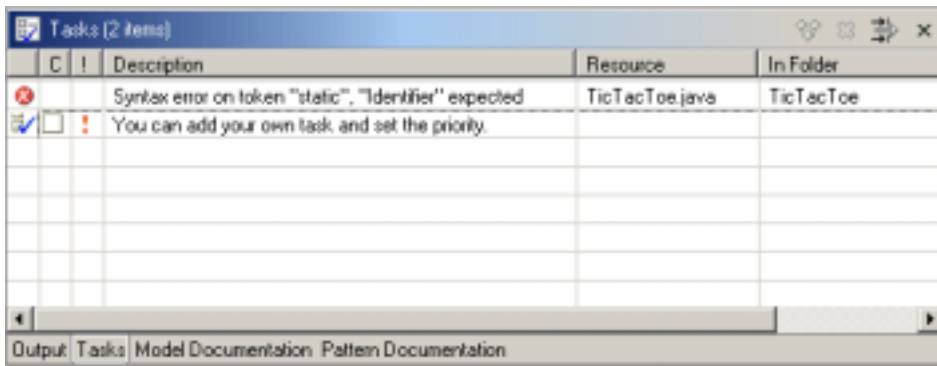 Tasks (2 items)
C ! Description Resource In Folder
Syntax error on token "static", "Identifier" expected TicTacToe.java TicTacToe
! You can add your own task and set the priority.
Output Tasks Model Documentation Pattern Documentation